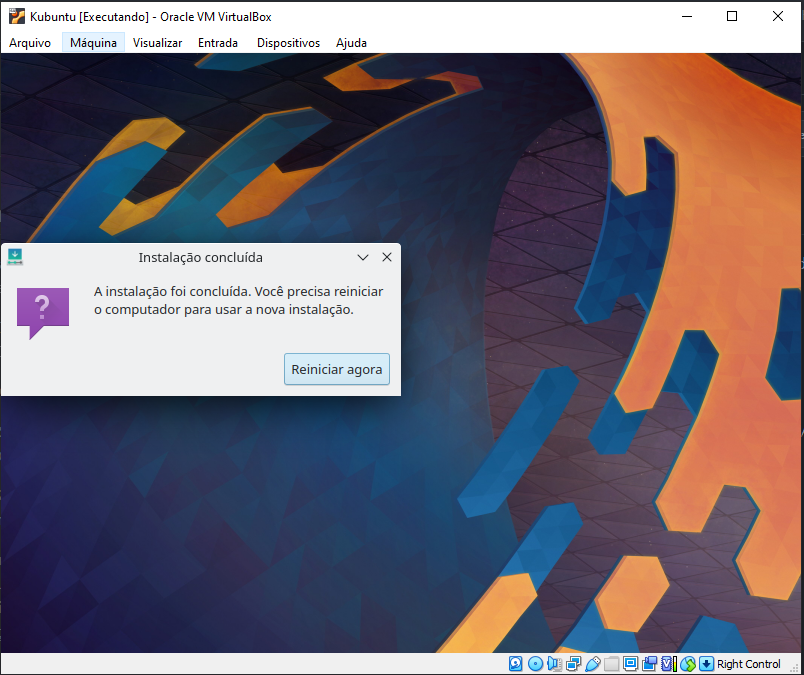 Kubuntu [Executando] - Oracle VM VirtualBox
Arquivo Máquina Visualizar Entrada Dispositivos Ajuda
Instalação concluída
?
A instalação foi concluída. Você precisa reiniciar
o computador para usar a nova instalação.
Reiniciar agora
Right Control